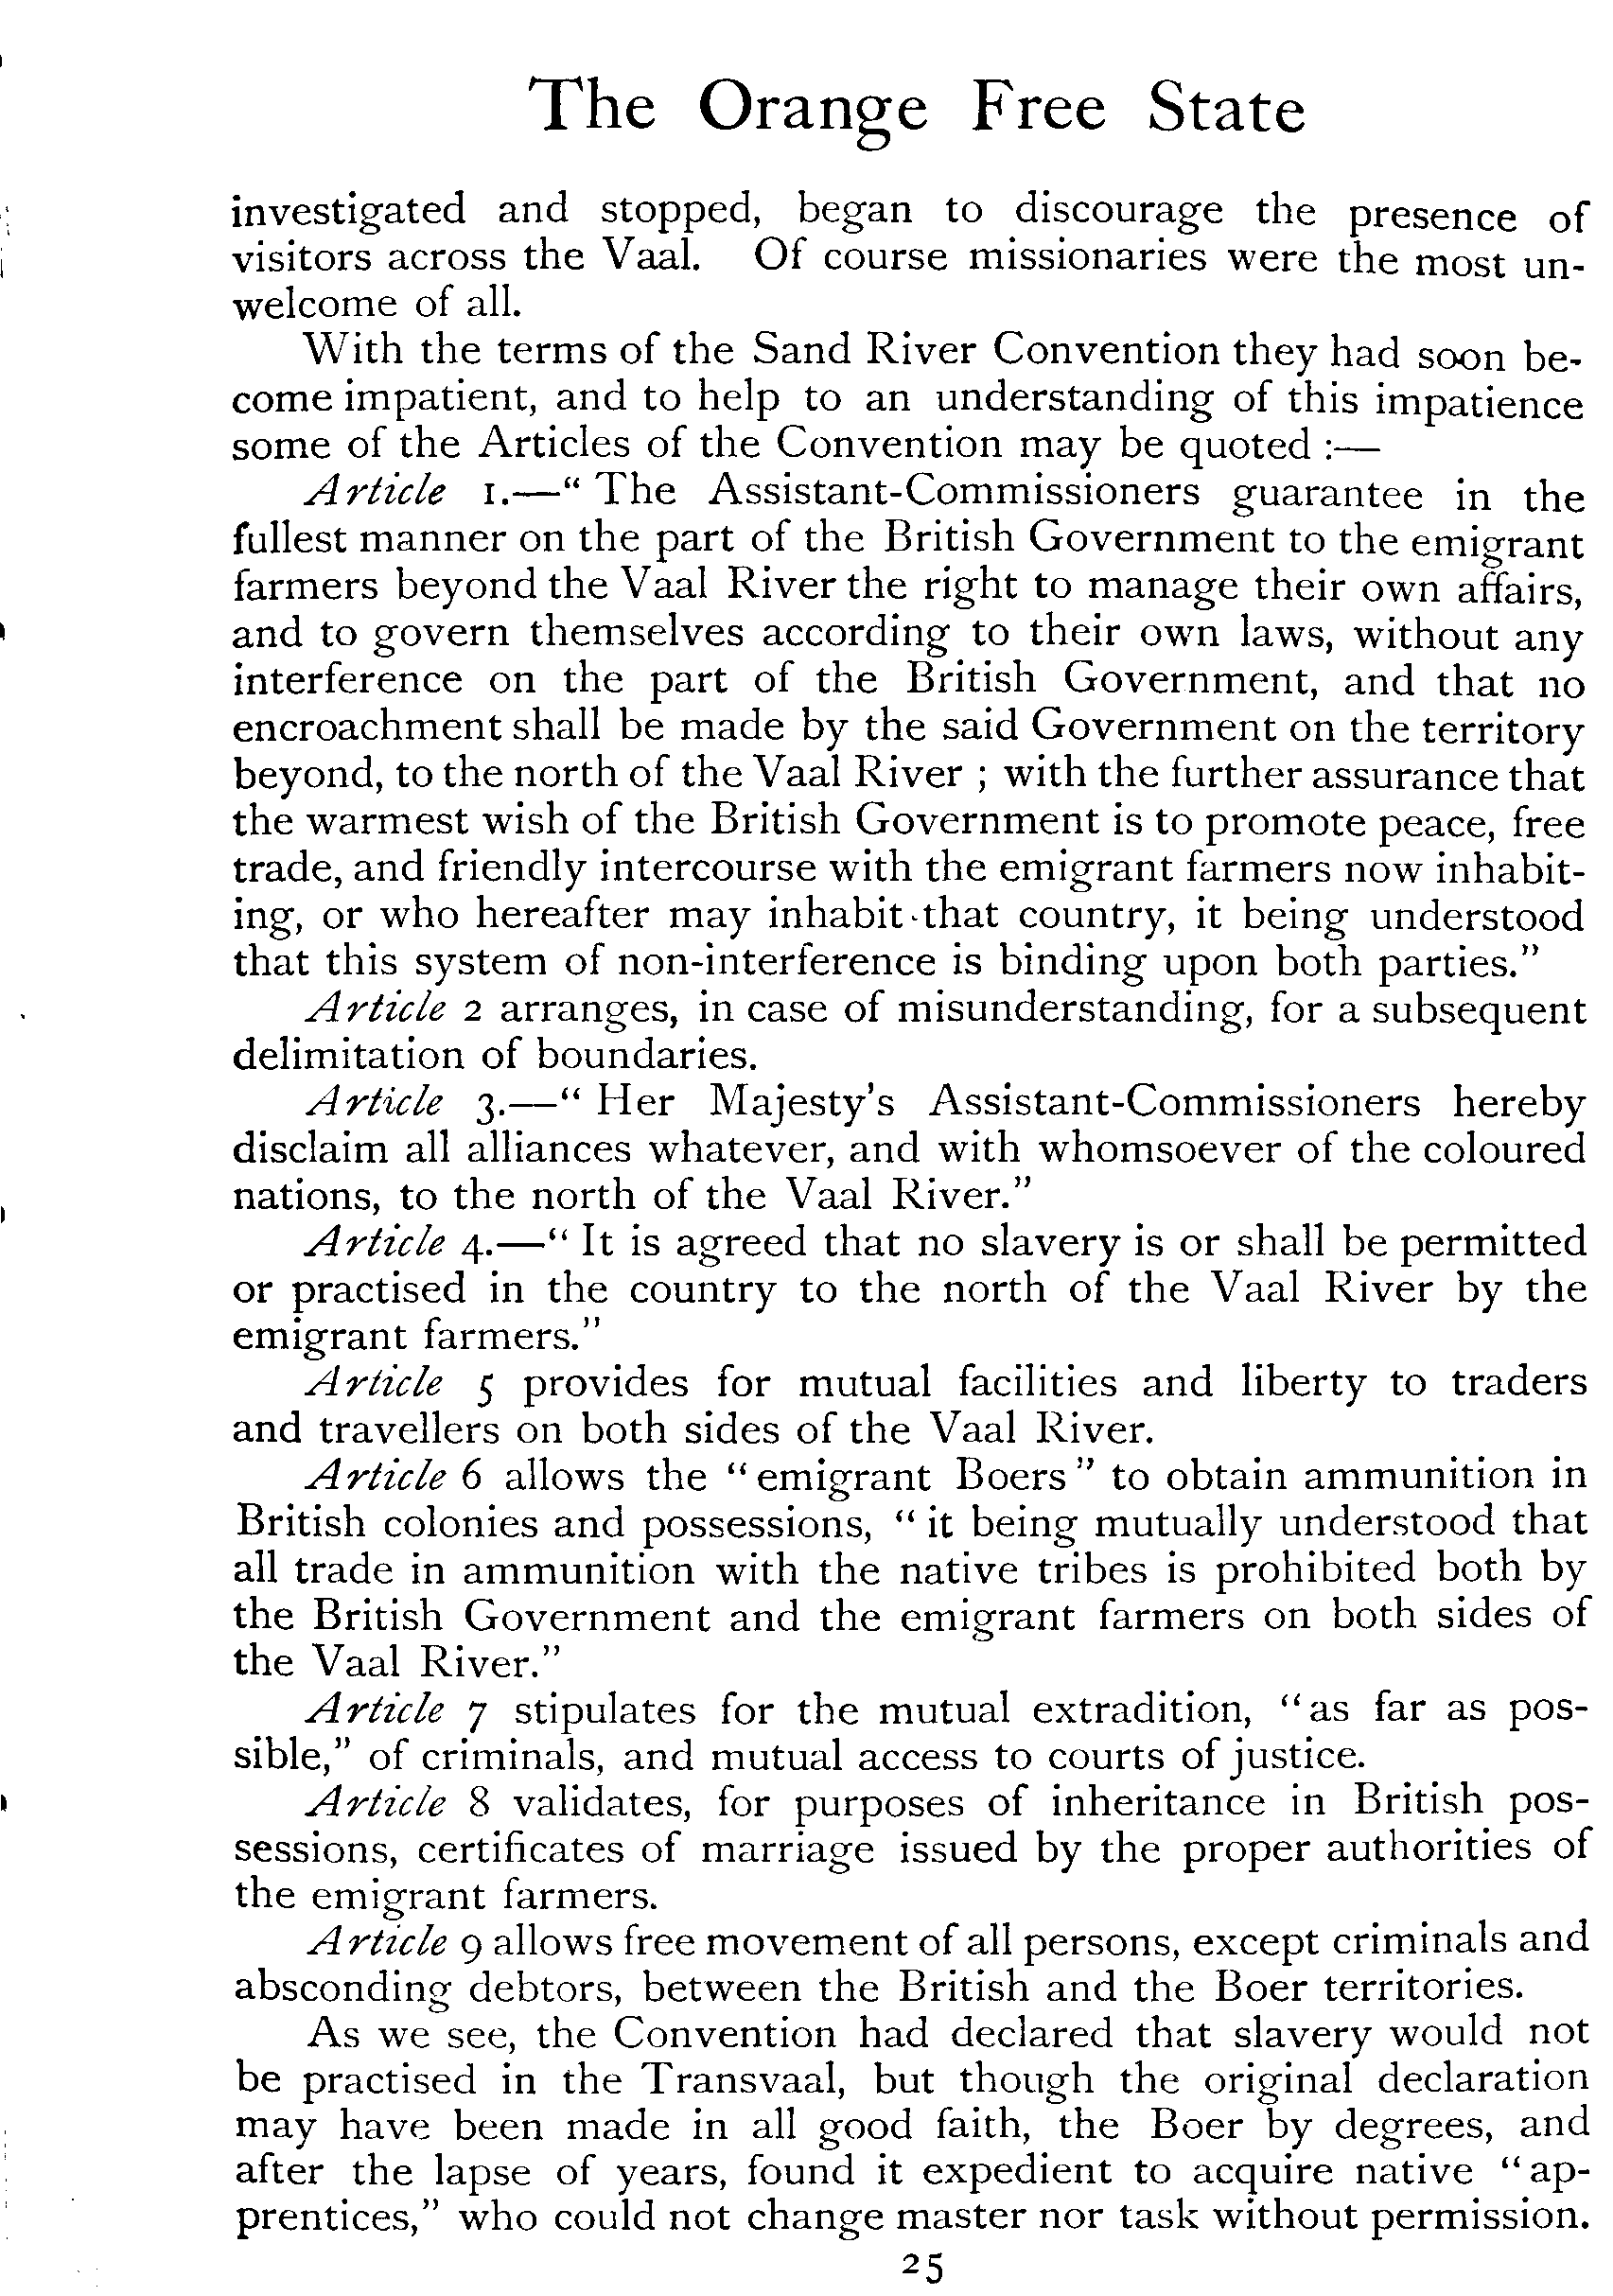 The Orange Free State
investigated and stopped, began to discourage the presence of
visitors across the Vaal. Of course missionaries were the most un-
welcome of all.
With the terms of the Sand River Convention they had soon be-
come impatient, and to help to an understanding of this impatience
some of the Articles of the Convention may be quoted :—
Article 1.—“ The Assistant-Commissioners guarantee in the
fullest manner on the part of the British Government to the emigrant
farmers beyond the Vaal River the right to manage their own affairs,
and to govern themselves according to their own laws, without any
interference on the part of the British Government, and that no
encroachment shall be made by the said Government on the territory
beyond, to the north of the Vaal River ; with the further assurance that
the warmest wish of the British Government is to promote peace, free
trade, and friendly intercourse with the emigrant farmers now inhabit-
ing, or who hereafter may inhabit that country, it being understood
that this system of non-interference is binding upon both parties.”
Article 2 arranges, in case of misunderstanding, for a subsequent
delimitation of boundaries.
Article 3.—“ Her Majesty’s Assistant-Commissioners hereby
disclaim all alliances whatever, and with whomsoever of the coloured
nations, to the north of the Vaal River.”
Article 4.—“ It is agreed that no slavery is or shall be permitted
or practised in the country to the north of the Vaal River by the
emigrant farmers.”
Article 5 provides for mutual facilities and liberty to traders
and travellers on both sides of the Vaal River.
Article 6 allows the “ emigrant Boers ” to obtain ammunition in
British colonies and possessions, “ it being mutually understood that
all trade in ammunition with the native tribes is prohibited both by
the British Government and the emigrant farmers on both sides of
the Vaal River.”
Article 7 stipulates for the mutual extradition, “ as far as pos-
sible,” of criminals, and mutual access to courts of justice.
Article 8 validates, for purposes of inheritance in British pos-
sessions, certificates of marriage issued by the proper authorities of
the emigrant farmers.
Article 9 allows free movement of all persons, except criminals and
absconding debtors, between the British and the Boer territories.
As we see, the Convention had declared that slavery would not
be practised in the Transvaal, but though the original declaration
may have been made in all good faith, the Boer by degrees, and
after the lapse of years, found it expedient to acquire native “ ap-
prentices,” who could not change master nor task without permission.
25